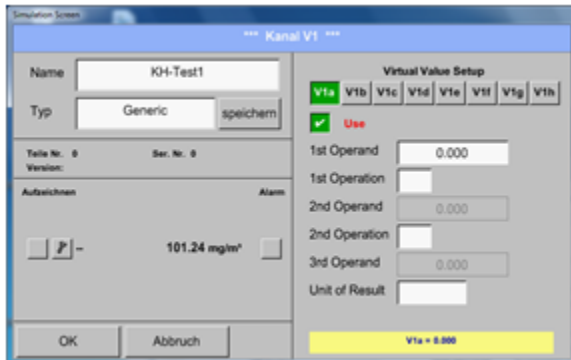 Simulation Screen
*** Kanal V1 ***
Name KH-Test1
Typ Generic speichern
Teile Nr. 0 Ser. Nr. 0
Version:
Aufzeichnen Alarm
101.24 mg/m³
OK Abbruch
Virtual Value Setup
V1a V1b V1c V1d V1e V1f V1g V1h
Use
1st Operand 0.000
1st Operation
2nd Operand 0.000
2nd Operation
3rd Operand 0.000
Unit of Result
V1a = 0.000